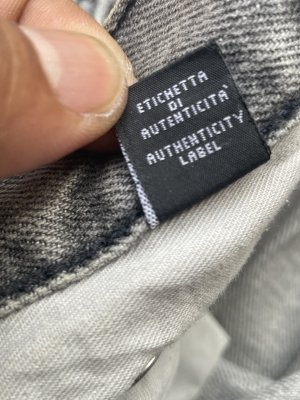 ETICHETTA
DI
AUTENTICITA'
AUTHENTICITY
LABEL